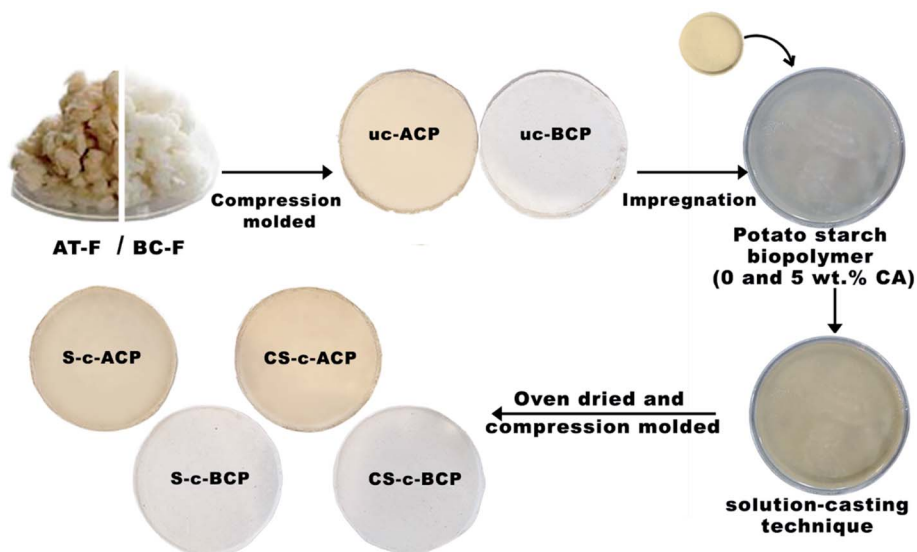 uc-ACP
uc-BCP
Compression
molded
Impregnation
AT-F / BC-F
Potato starch
biopolymer
(0 and 5 wt.% CA)
S-c-ACP
CS-c-ACP
Oven dried and
compression molded
S-c-BCP
CS-c-BCP
solution-casting
technique